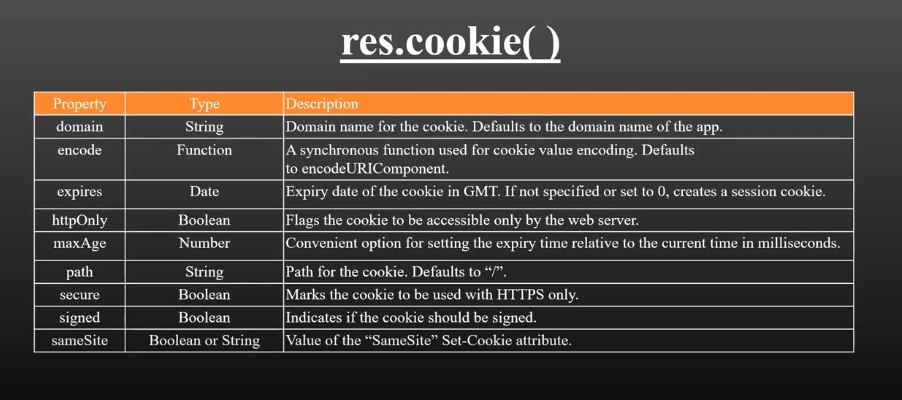 res.cookie( )
Property Type Description
domain String Domain name for the cookie. Defaults to the domain name of the app.
encode Function A synchronous function used for cookie value encoding. Defaults
to encodeURIComponent.
expires Date Expiry date of the cookie in GMT. If not specified or set to 0, creates a session cookie.
httpOnly Boolean Flags the cookie to be accessible only by the web server.
maxAge Number Convenient option for setting the expiry time relative to the current time in milliseconds.
path String Path for the cookie. Defaults to “/”.
secure Boolean Marks the cookie to be used with HTTPS only.
signed Boolean Indicates if the cookie should be signed.
sameSite Boolean or String Value of the “SameSite” Set-Cookie attribute.